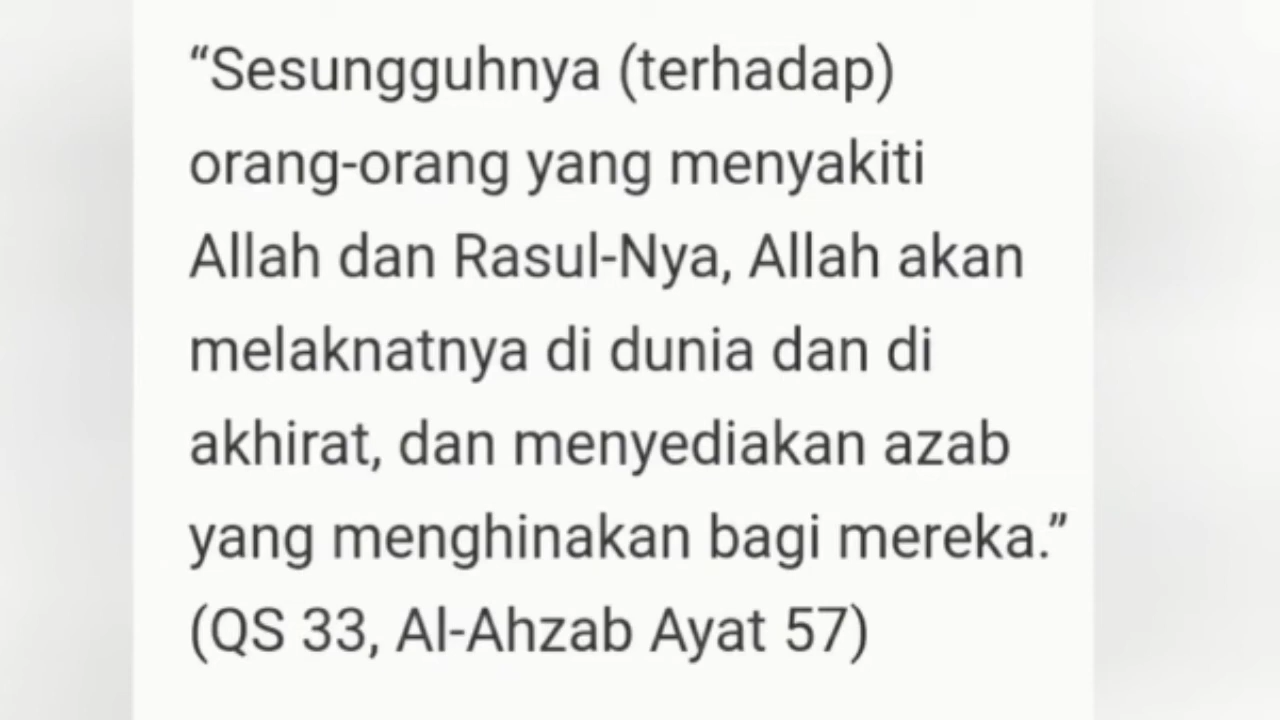 “Sesungguhnya (terhadap)
orang-orang yang menyakiti
Allah dan Rasul-Nya, Allah akan
melaknatnya di dunia dan di
akhirat, dan menyediakan azab
yang menghinakan bagi mereka.”
(QS 33, Al-Ahzab Ayat 57)